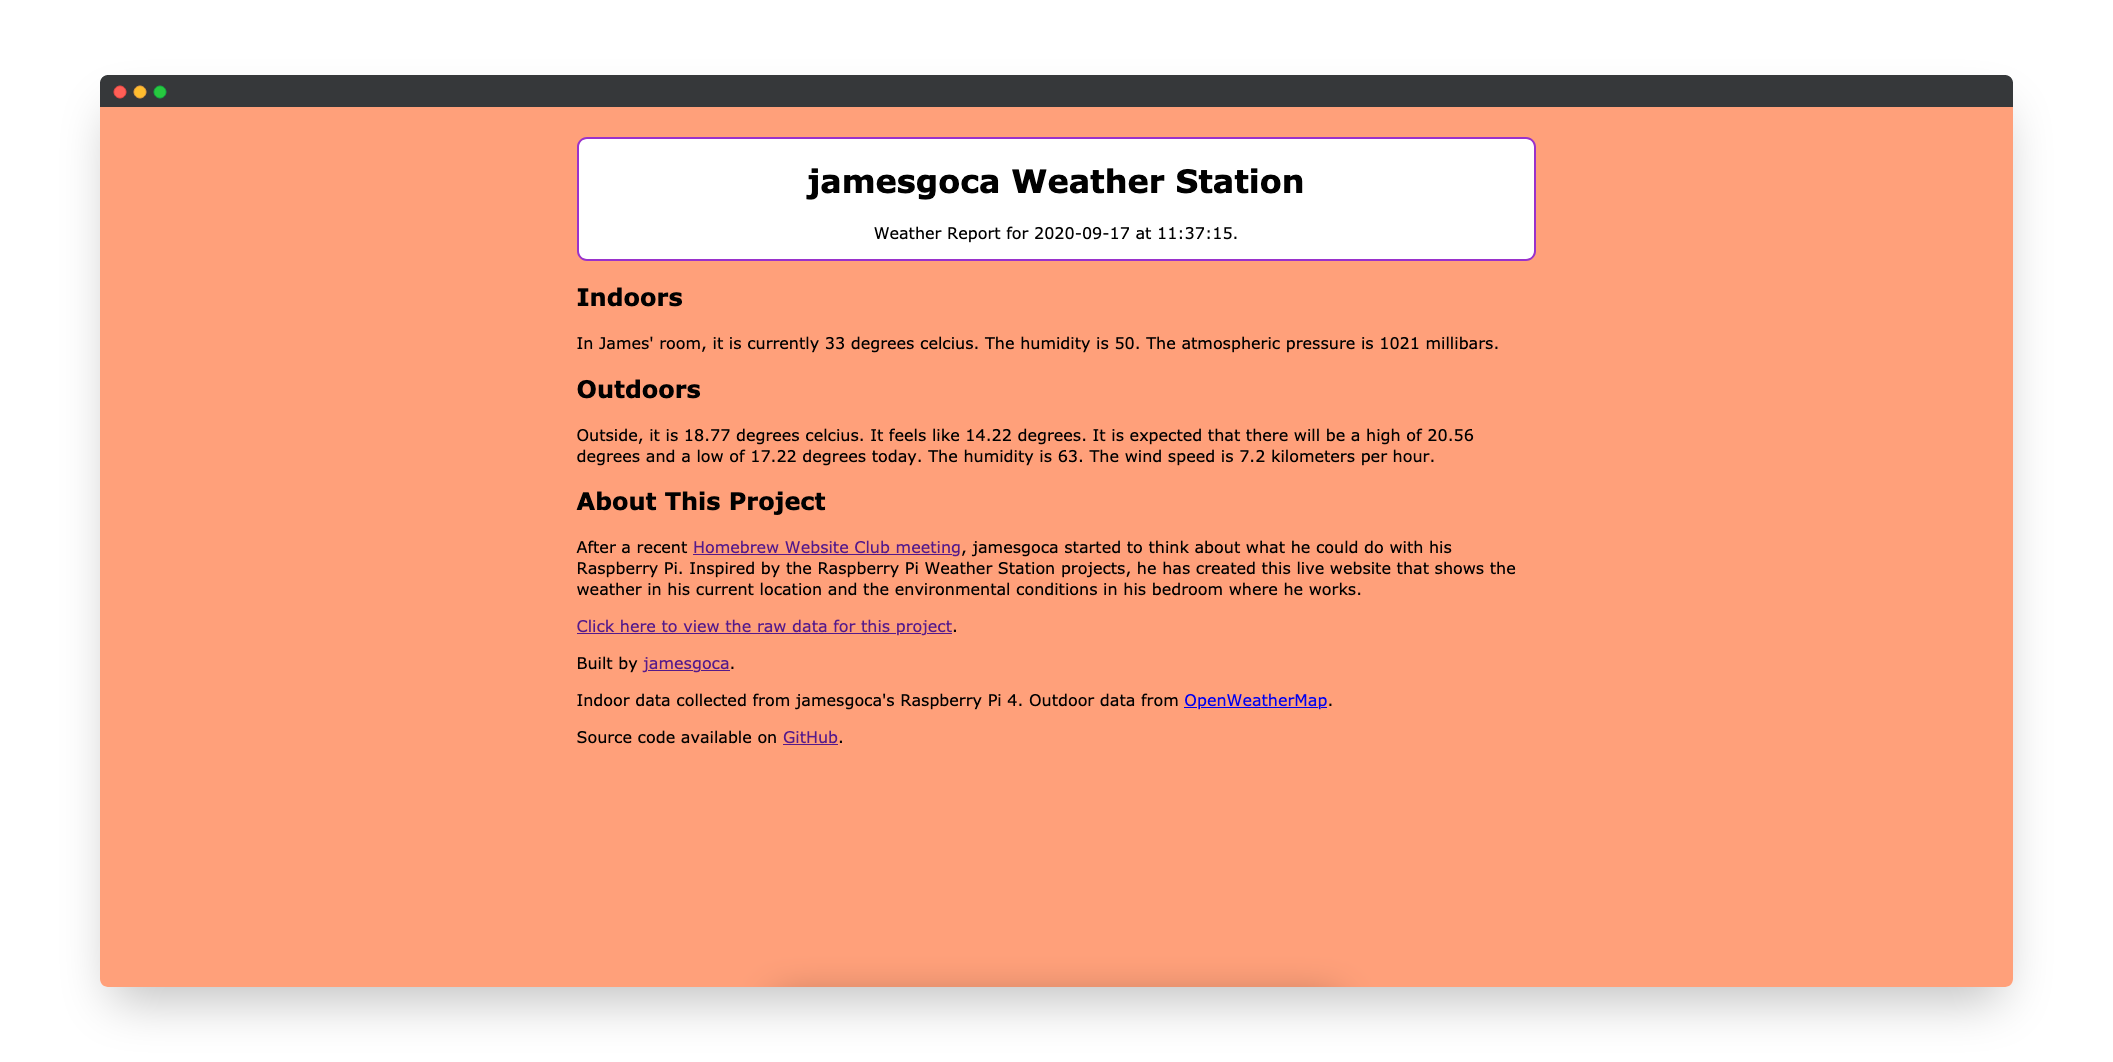 jamesgoca Weather Station
Weather Report for 2020-09-17 at 11:37:15.
Indoors
In James' room, it is currently 33 degrees celcius. The humidity is 50. The atmospheric pressure is 1021 millibars.
Outdoors
Outside, it is 18.77 degrees celcius. It feels like 14.22 degrees. It is expected that there will be a high of 20.56
degrees and a low of 17.22 degrees today. The humidity is 63. The wind speed is 7.2 kilometers per hour.
About This Project
After a recent Homebrew Website Club meeting, jamesgoca started to think about what he could do with his
Raspberry Pi. Inspired by the Raspberry Pi Weather Station projects, he has created this live website that shows the
weather in his current location and the environmental conditions in his bedroom where he works.
Click here to view the raw data for this project.
Built by jamesgoca.
Indoor data collected from jamesgoca's Raspberry Pi 4. Outdoor data from OpenWeatherMap.
Source code available on GitHub.